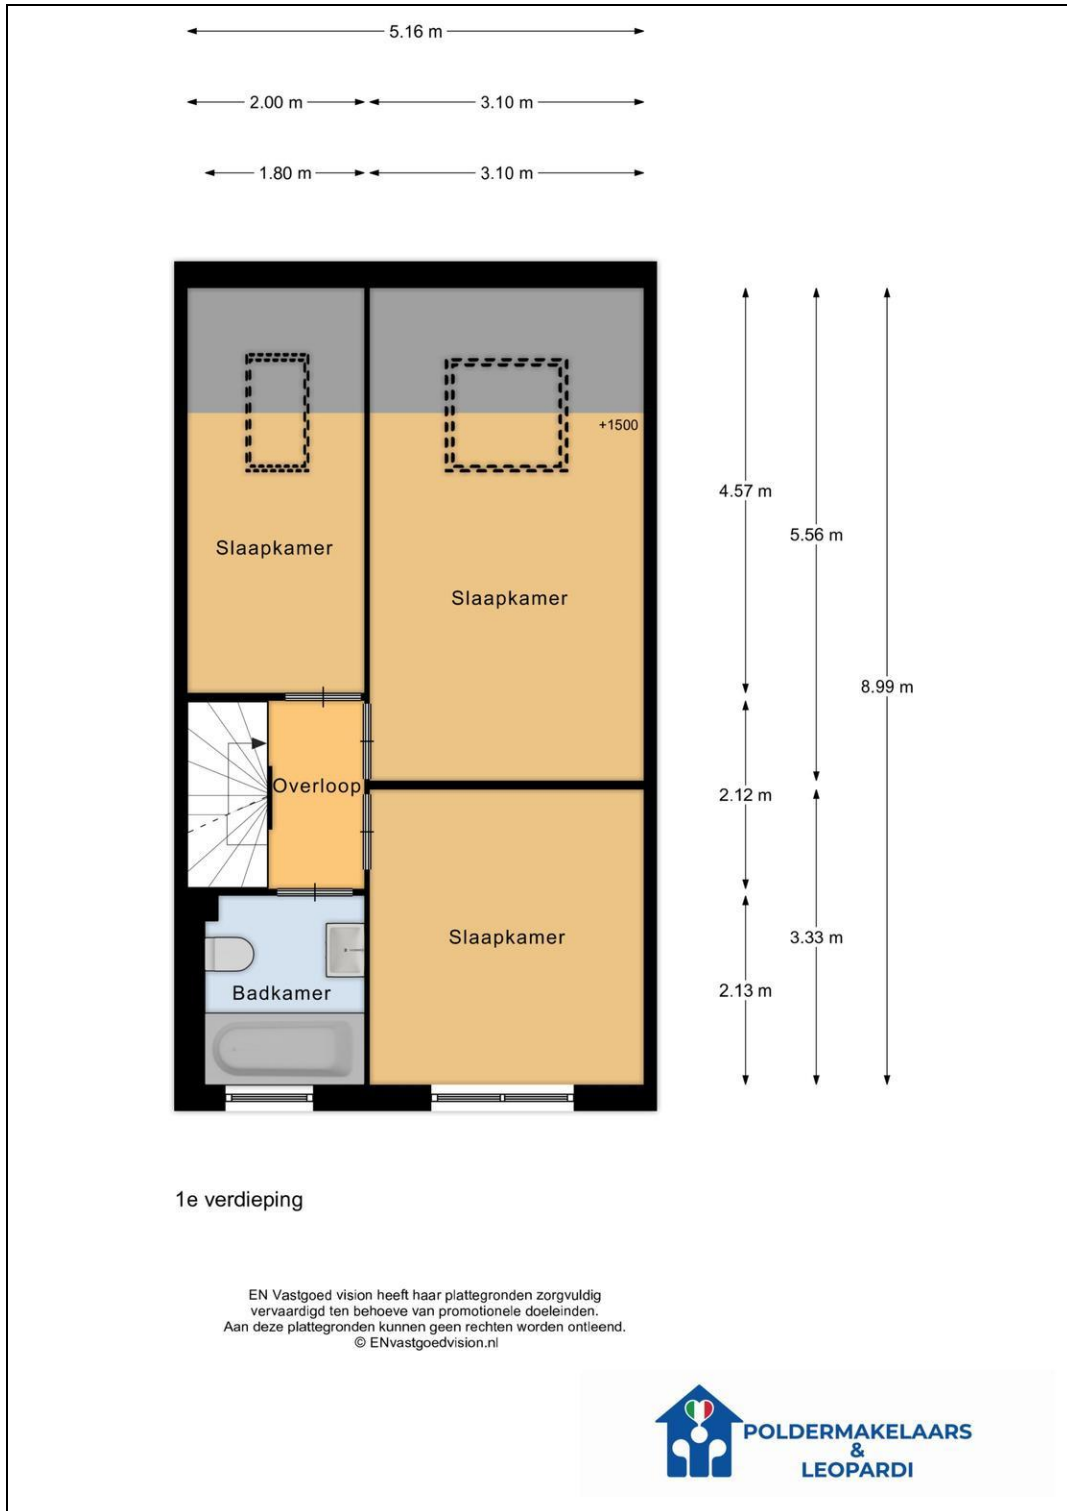 5.16 m
2.00 m
3.10 m
1.80 m
3.10 m
+1500
4.57 m
Slaapkamer
5.56 m
Slaapkamer
8.99 m
Overloop
2.12 m
Slaapkamer
3.33 m
Badkamer
2.13 m
1e verdieping
EN Vastgoed vision heeft haar plattegronden zorgvuldig
vervaardigd ten behoeve van promotionele doeleinden.
Aan deze plattegronden kunnen geen rechten worden ontleend.
© ENvastgoedvision.nl
POLDERMAKELAARS
&
LEOPARDI